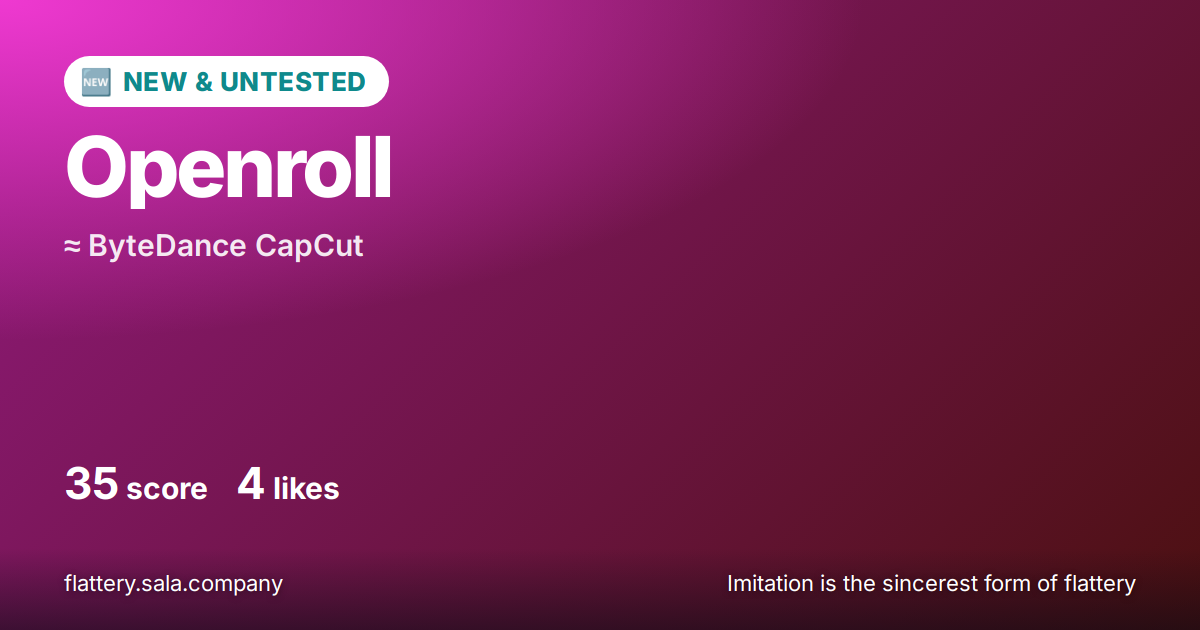 🆕 NEW & UNTESTED
Openroll
≈ ByteDance CapCut
35 score 4 likes
flattery.sala.company
Imitation is the sincerest form of flattery